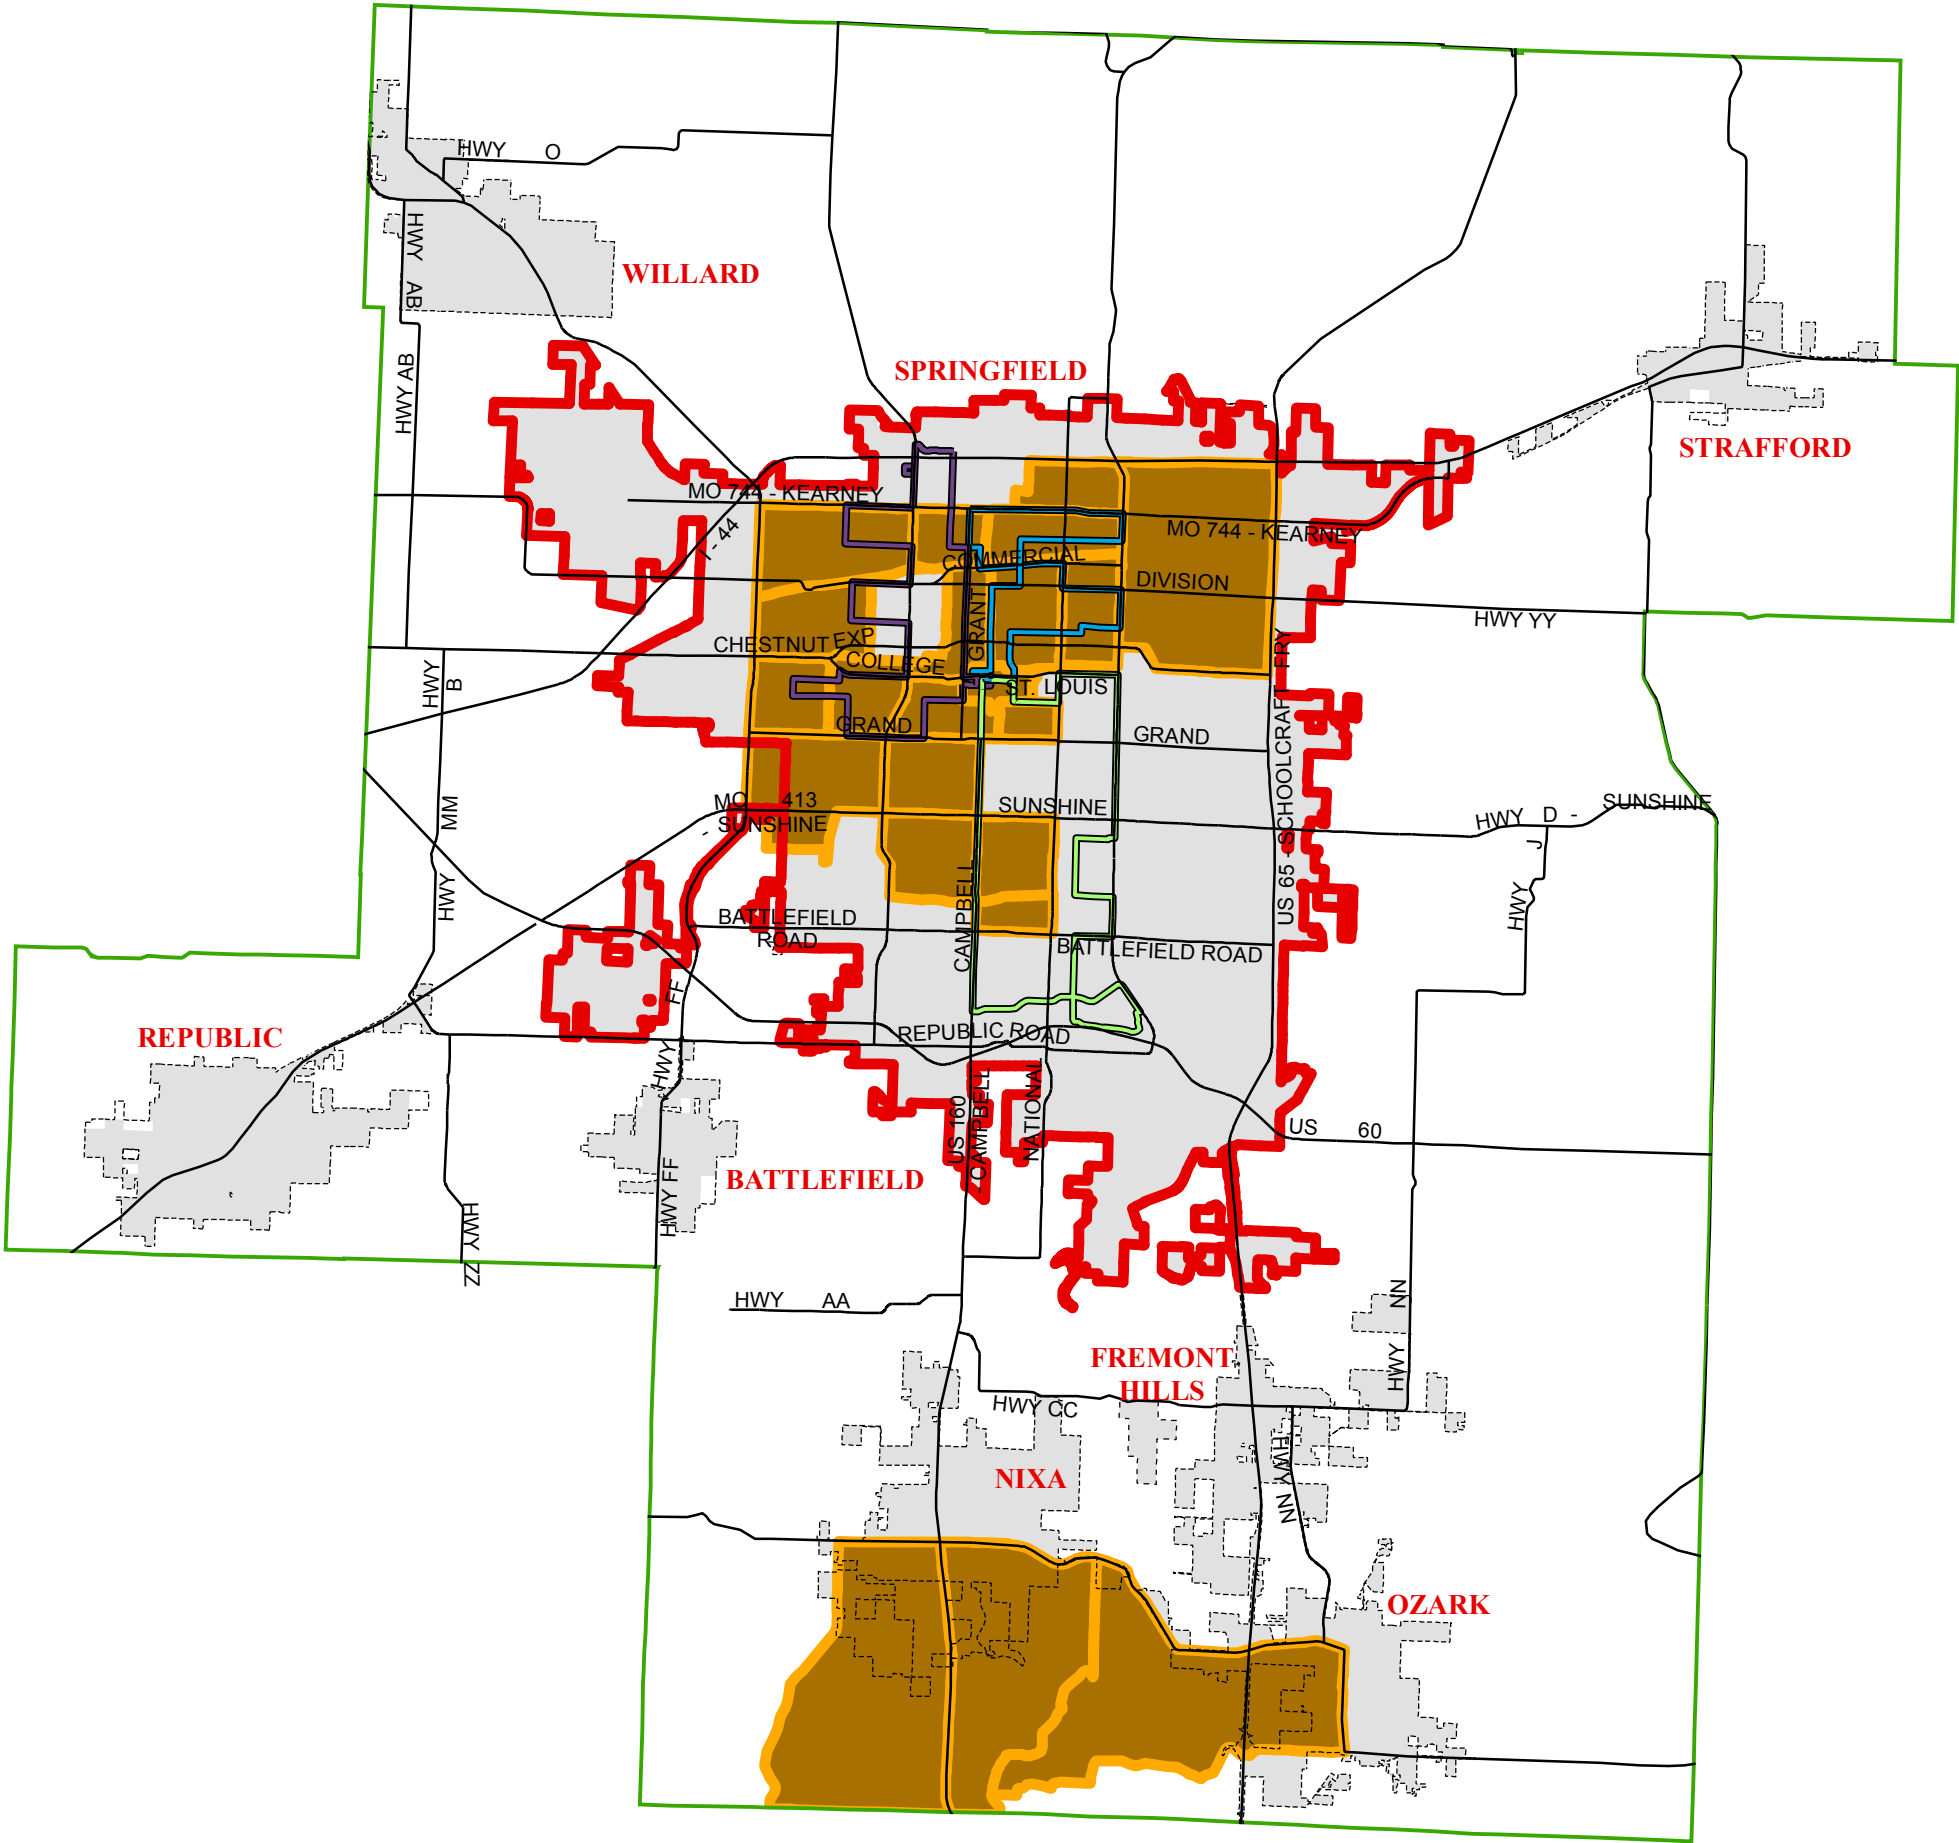 HWY O
WILLARD
HWY AB
HWY AB
SPRINGFIELD
STRAFFORD
MO 744 - KEARNEY
I - 44
MO 744 - KEARNEY
COMMERCIAL
DIVISION
GRANT
HWY YY
CHESTNUT EXP
COLLEGE
ST. LOUIS
HWY B
GRAND
GRAND
US 65 - SCHOOLCRAFT FRY
MO 413
- SUNSHINE
SUNSHINE
HWY D - SUNSHINE
HWY MM
HWY J
CAMPBELL
BATTLEFIELD
ROAD
BATTLEFIELD ROAD
HWY FF
REPUBLIC
REPUBLIC ROAD
US 160
- CAMPBELL
NATIONAL
US 60
BATTLEFIELD
HWY FF
HWY ZZ
HWY AA
HWY NN
FREMONT
HILLS
HWY CC
NIXA
HWY NN
OZARK